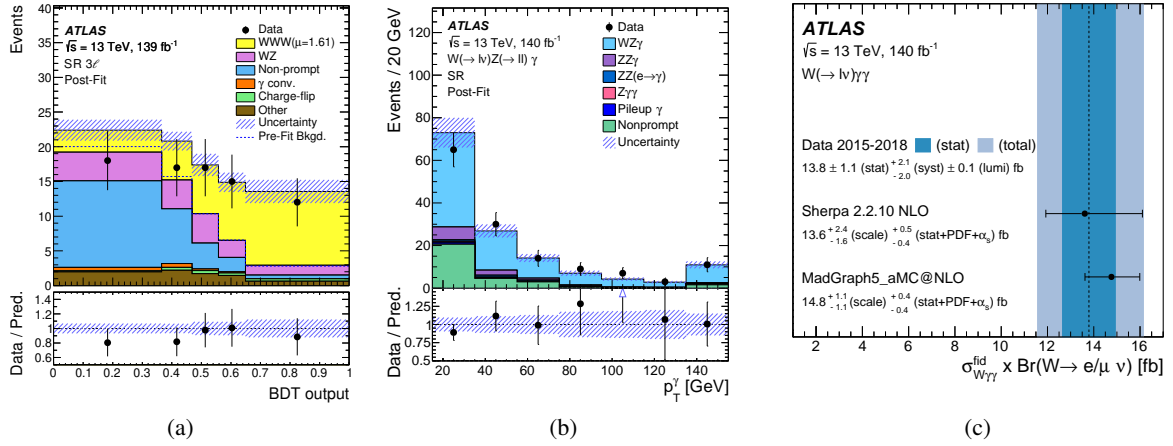 Events
40
35
30
25
20
15
10
5
0
ATLAS
√s = 13 TeV, 139 fb⁻¹
SR 3ℓ
Post-Fit
Data
WWW(μ=1.61)
WZ
Non-prompt
γ conv.
Charge-flip
Other
Uncertainty
Pre-Fit Bkgd.
Data / Pred.
1.4
1.2
1
0.8
0.6
0 0.1 0.2 0.3 0.4 0.5 0.6 0.7 0.8 0.9 1
BDT output
(a)
Events / 20 GeV
130
120
110
100
90
80
70
60
50
40
30
20
10
0
ATLAS
√s = 13 TeV, 140 fb⁻¹
W(→ lν)Z(→ ll) γ
SR
Post-Fit
Data
WZγ
ZZγ
ZZ(e→γ)
Zγγ
Pileup γ
Nonprompt
Uncertainty
Data / Pred.
1.25
1
0.75
0.5
20 40 60 80 100 120 140
p_T^γ [GeV]
(b)
ATLAS
√s = 13 TeV, 140 fb⁻¹
W(→ lν)γγ
Data 2015-2018 (stat) (total)
13.8 ± 1.1 (stat) +2.1 -2.0 (syst) ± 0.1 (lumi) fb
Sherpa 2.2.10 NLO
13.6 +2.4 -1.6 (scale) +0.5 -0.4 (stat+PDF+αs) fb
MadGraph5_aMC@NLO
14.8 +1.1 -1.1 (scale) +0.4 -0.4 (stat+PDF+αs) fb
2 4 6 8 10 12 14 16
σ^fid_Wγγ x Br(W→ e/μ ν) [fb]
(c)